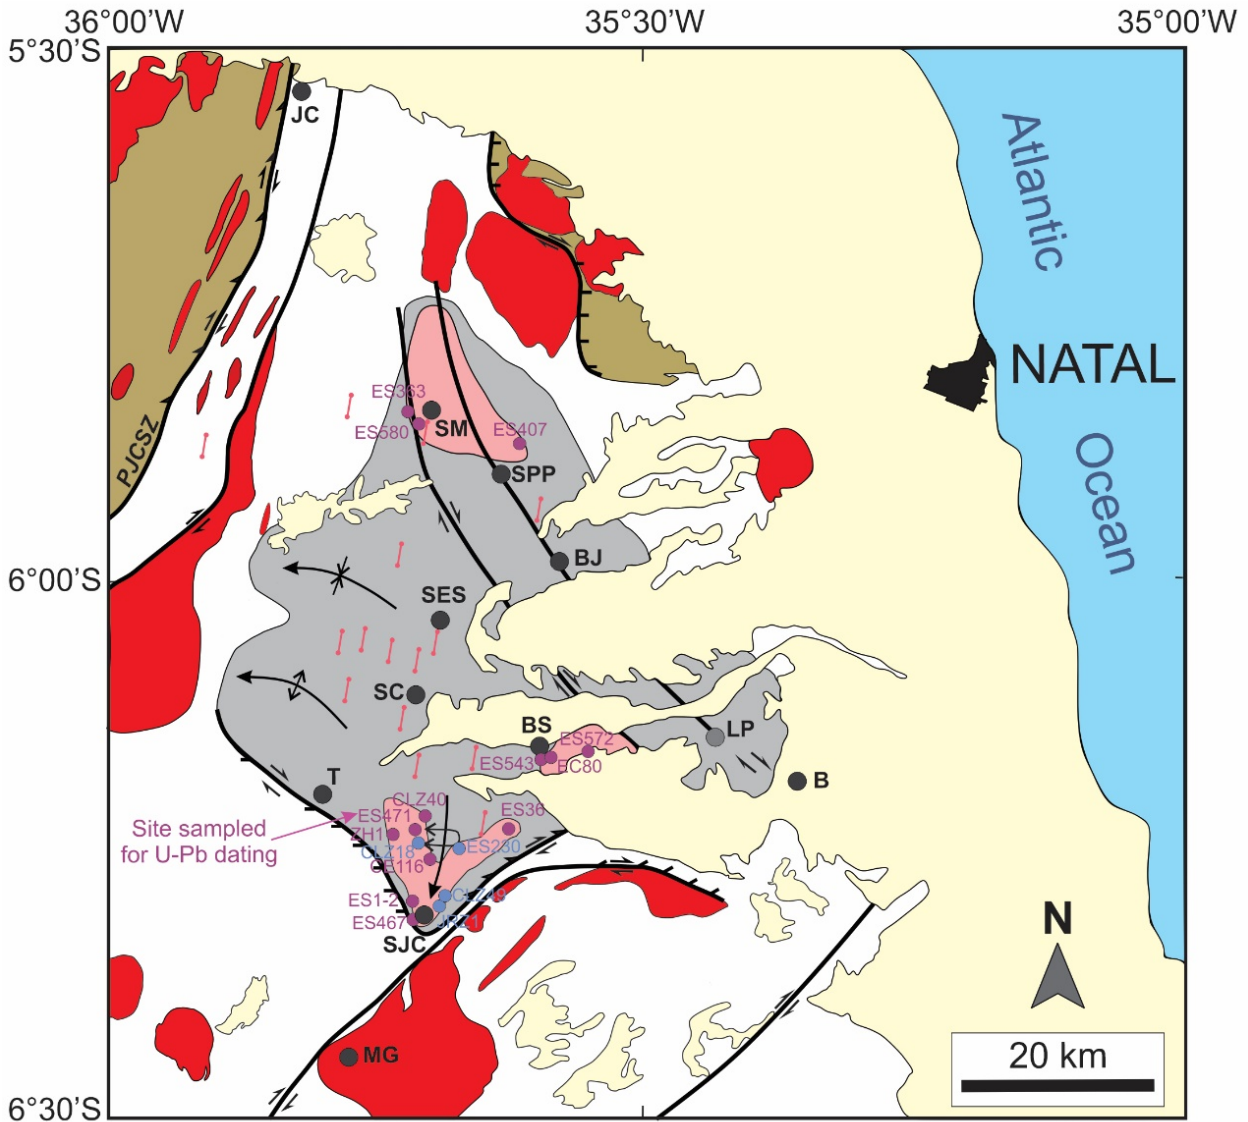 36°00’W
35°30’W
35°00’W
5°30’S
JC
Atlantic
NATAL
ES363
ES580
SM
ES407
PJCSZ
SPP
Ocean
BJ
6°00’S
SES
SC
BS
LP
ES572
ES543
EC80
T
B
CLZ40
ES471
ES36
Site sampled
for U-Pb dating
ZH1
CLZ18
ES230
CE116
ES1-2
CLZ49
ES467
JRZ1
SJC
N
MG
20 km
6°30’S